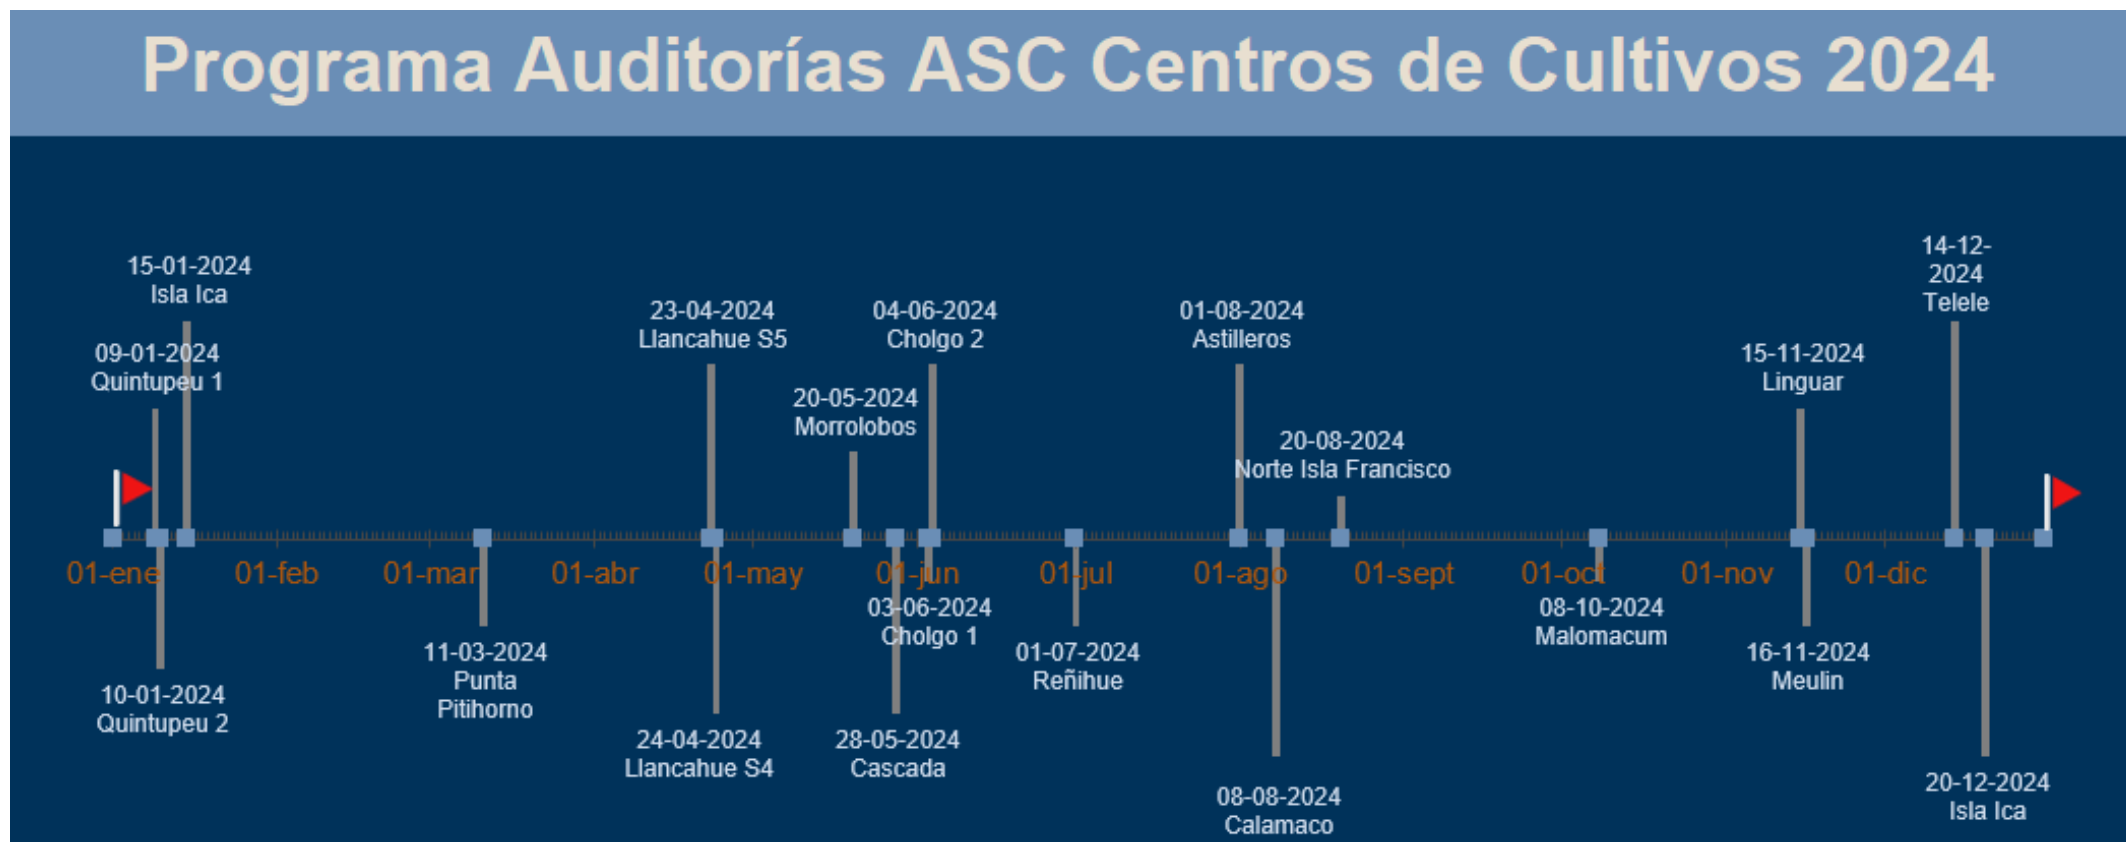 Programa Auditorías ASC Centros de Cultivos 2024
15-01-2024
Isla Ica
09-01-2024
Quintupeu 1
23-04-2024
Llancahue S5
20-05-2024
Morrolobos
04-06-2024
Cholgo 2
01-08-2024
Astilleros
20-08-2024
Norte Isla Francisco
15-11-2024
Linguar
14-12-
2024
Telele
01-ene
01-feb
01-mar
01-abr
01-may
01-jun
01-jul
01-ago
01-sept
01-oct
01-nov
01-dic
10-01-2024
Quintupeu 2
11-03-2024
Punta
Pitihorno
24-04-2024
Llancahue S4
28-05-2024
Cascada
03-06-2024
Cholgo 1
01-07-2024
Reñihue
08-08-2024
Calamaco
08-10-2024
Malomacum
16-11-2024
Meulin
20-12-2024
Isla Ica